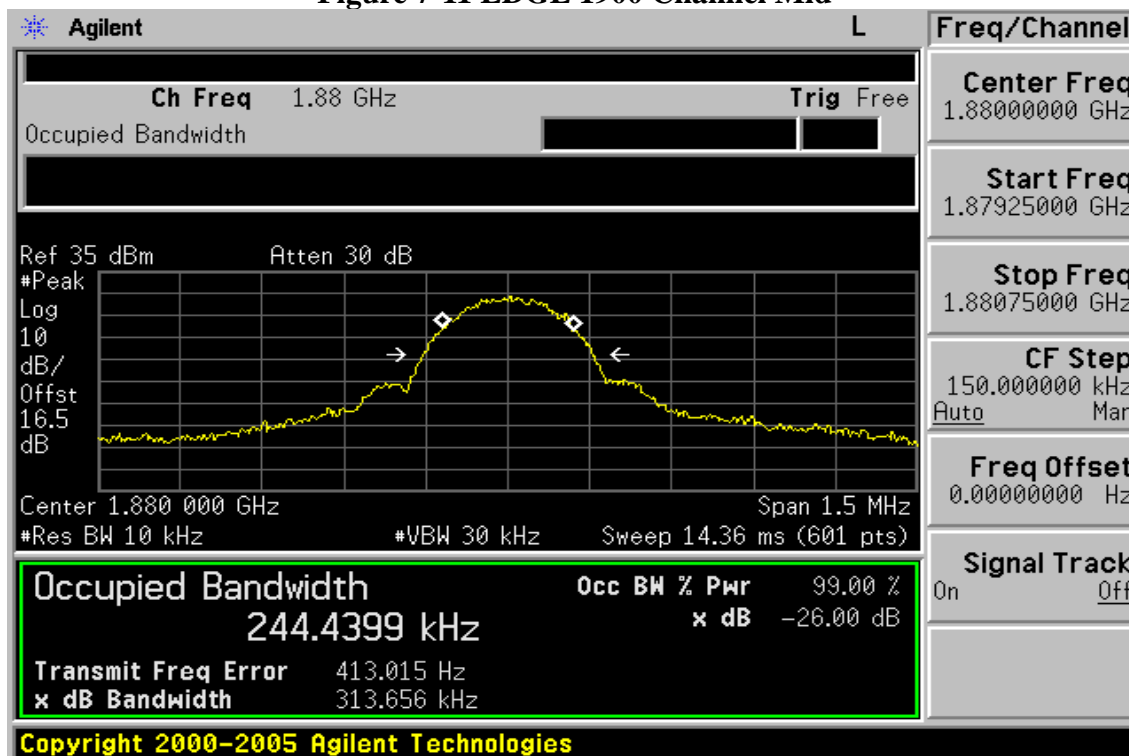 Figure 7-11 EDGE 1900 Channel Mid
Agilent L
Ch Freq 1.88 GHz Trig Free
Occupied Bandwidth
Ref 35 dBm Atten 30 dB
#Peak
Log
10
dB/
Offst
16.5
dB
Center 1.880 000 GHz Span 1.5 MHz
#Res BW 10 kHz #VBW 30 kHz Sweep 14.36 ms (601 pts)
Occupied Bandwidth
244.4399 kHz
Occ BW % Pwr 99.00 %
x dB -26.00 dB
Transmit Freq Error 413.015 Hz
x dB Bandwidth 313.656 kHz
Copyright 2000-2005 Agilent Technologies
Freq/Channel
Center Freq
1.88000000 GHz
Start Freq
1.87925000 GHz
Stop Freq
1.88075000 GHz
CF Step
150.000000 kHz
Auto Man
Freq Offset
0.00000000 Hz
Signal Track
On Off